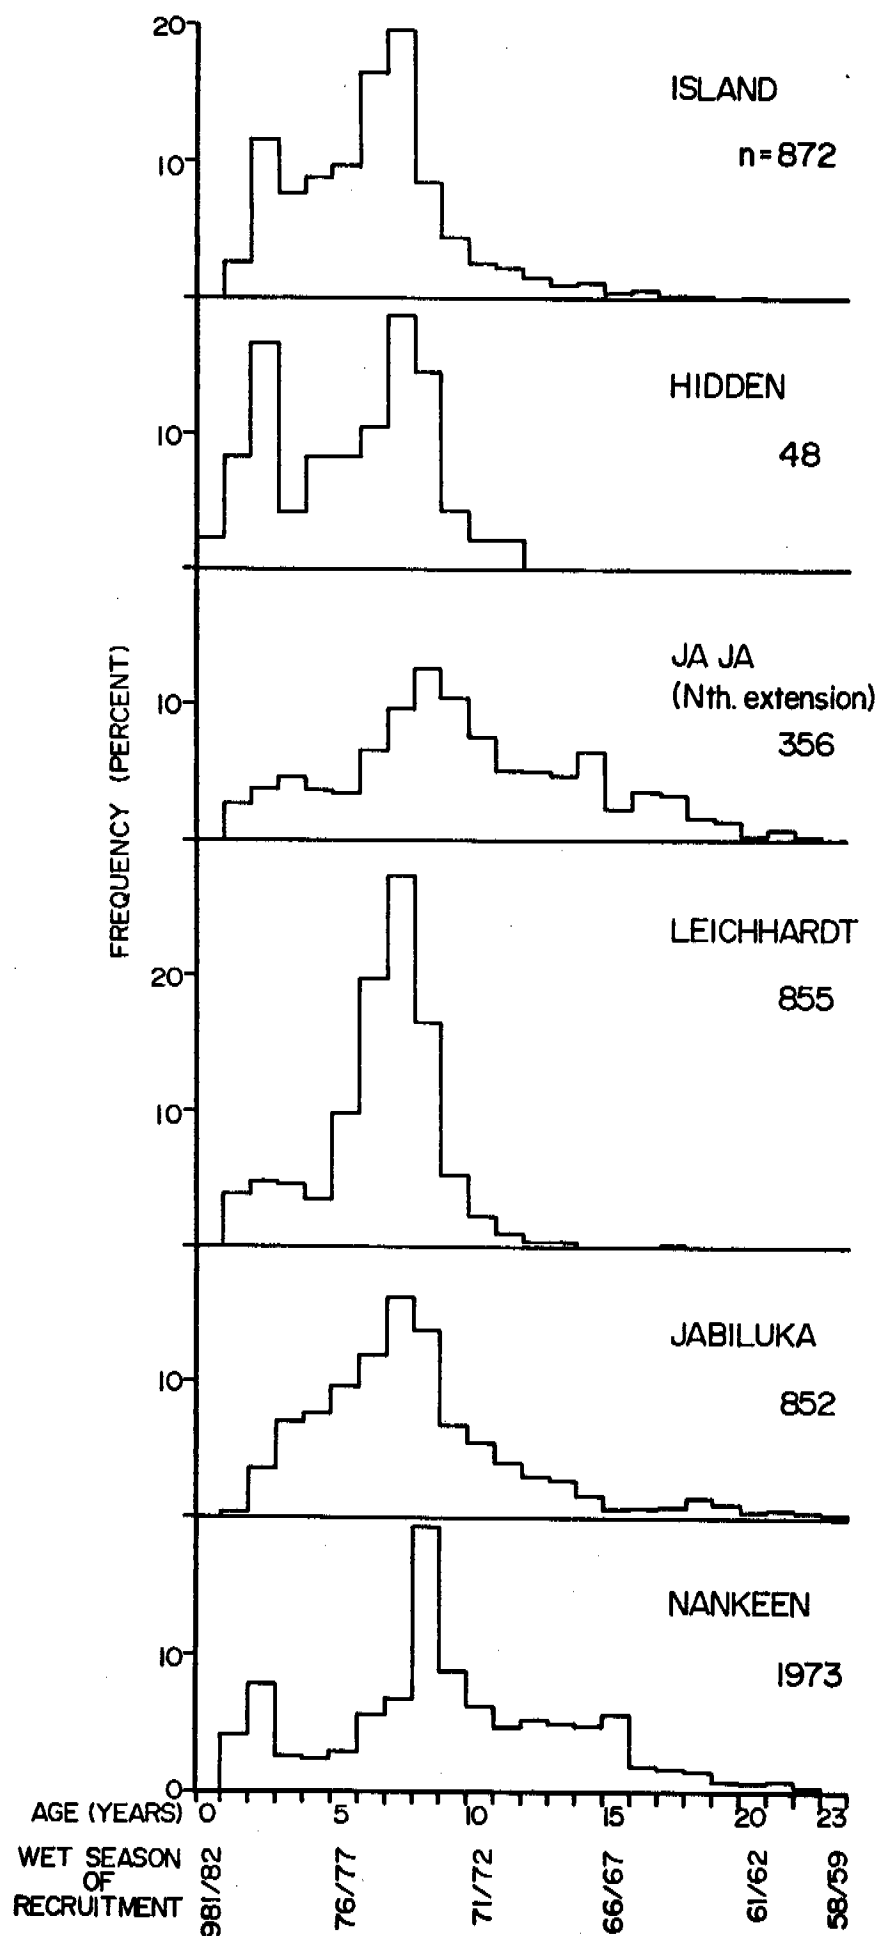 20
10
ISLAND
n=872
10
HIDDEN
48
10
JA JA
(Nth. extension)
356
FREQUENCY (PERCENT)
20
10
LEICHHARDT
855
10
JABILUKA
852
10
NANKEEN
1973
0
AGE (YEARS) 0 5 10 15 20 23
WET SEASON
OF
RECRUITMENT
981/82 76/77 71/72 66/67 61/62 58/59